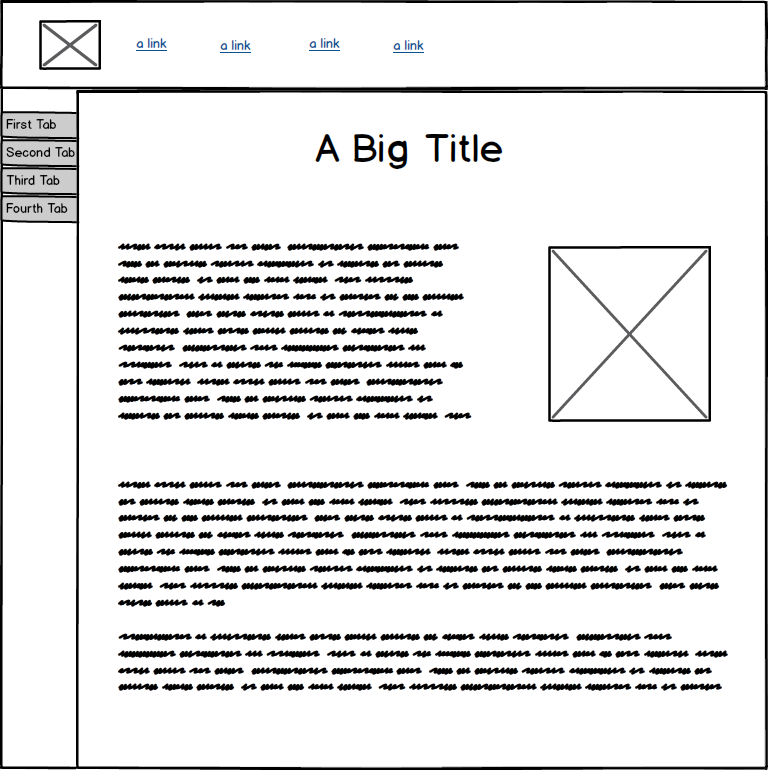 a link a link a link a link
First Tab
Second Tab
Third Tab
Fourth Tab
A Big Title